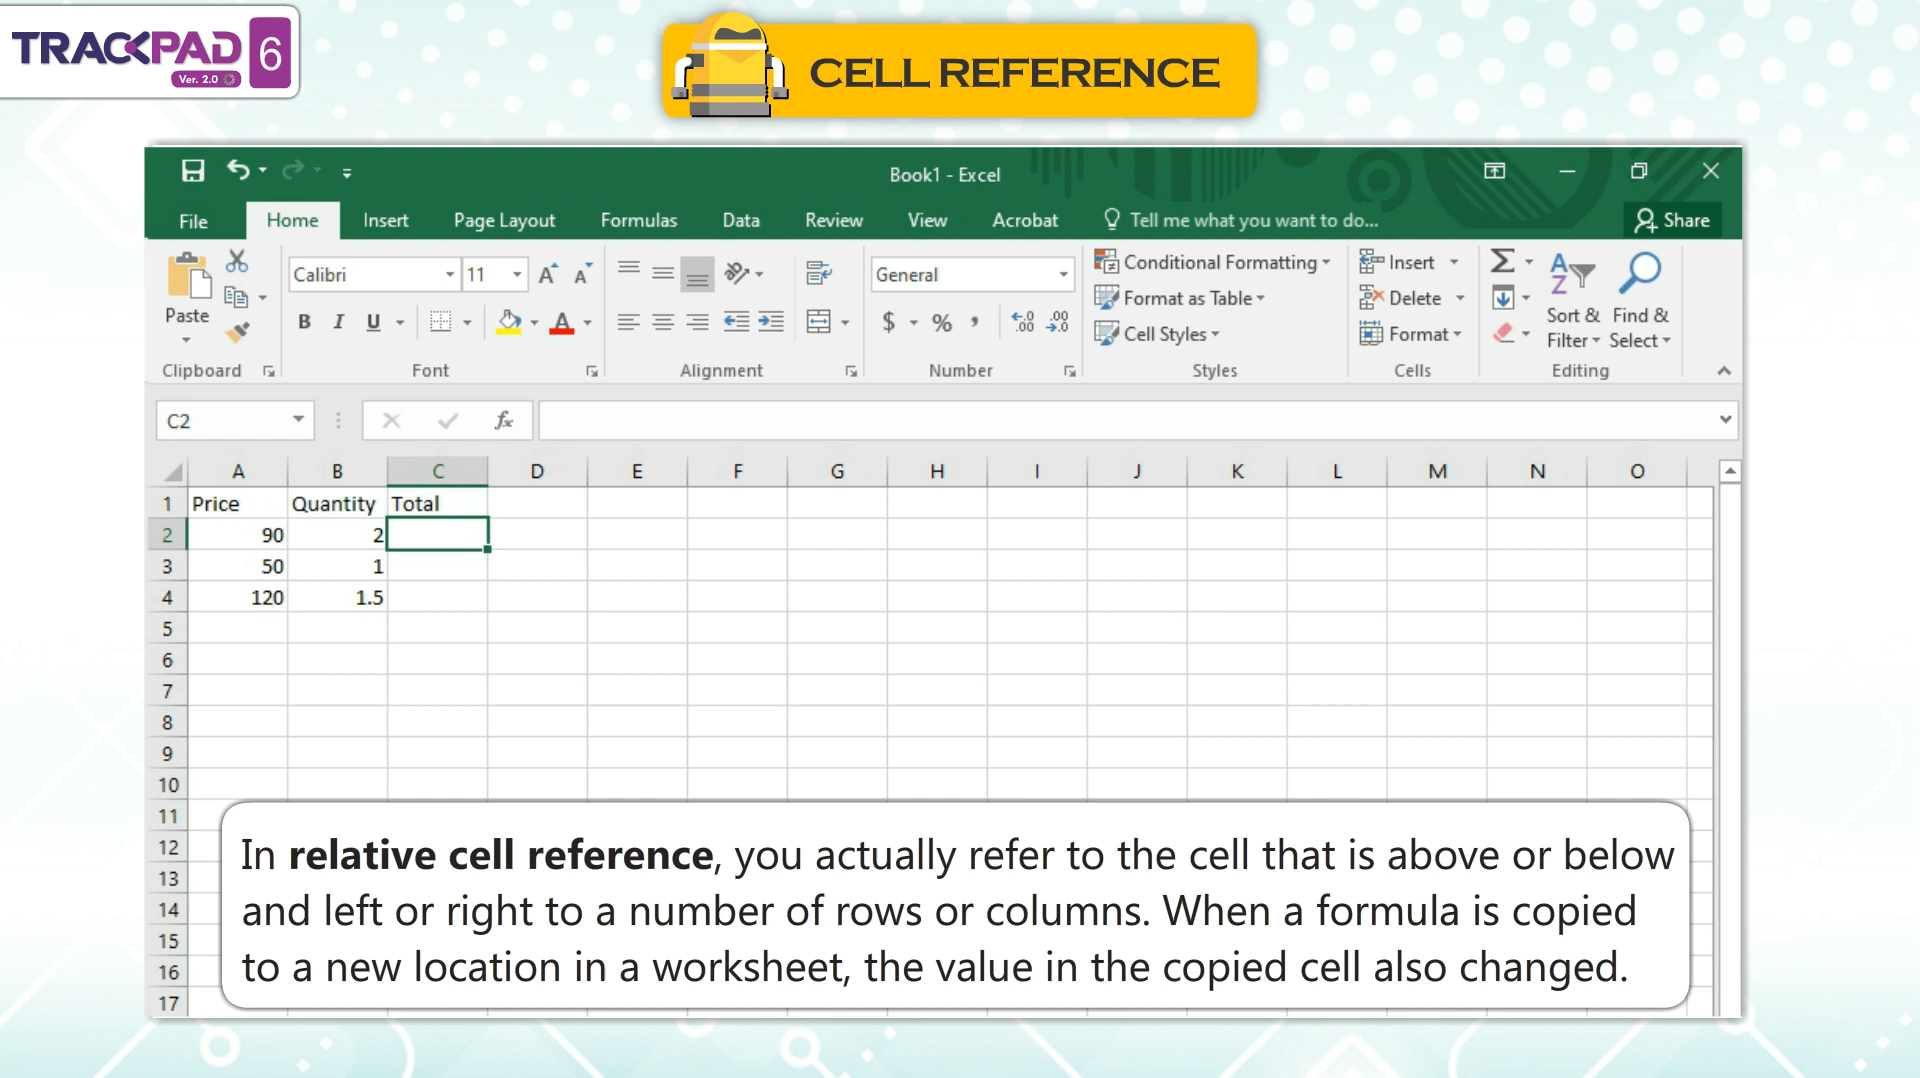 TRACKPAD 6
Ver. 2.0
CELL REFERENCE
Book1 - Excel
File Home Insert Page Layout Formulas Data Review View Acrobat Tell me what you want to do... Share
Calibri 11 General
Conditional Formatting
Format as Table
Cell Styles
Insert
Delete
Format
Paste
B I U $ % ,
Sort & Filter
Find & Select
Clipboard Font Alignment Number Styles Cells Editing
C2 fx
A B C D E F G H I J K L M N O
1 Price Quantity Total
2 90 2
3 50 1
4 120 1.5
5
6
7
8
9
10
11
12
13
14
15
16
17
In relative cell reference, you actually refer to the cell that is above or below
and left or right to a number of rows or columns. When a formula is copied
to a new location in a worksheet, the value in the copied cell also changed.